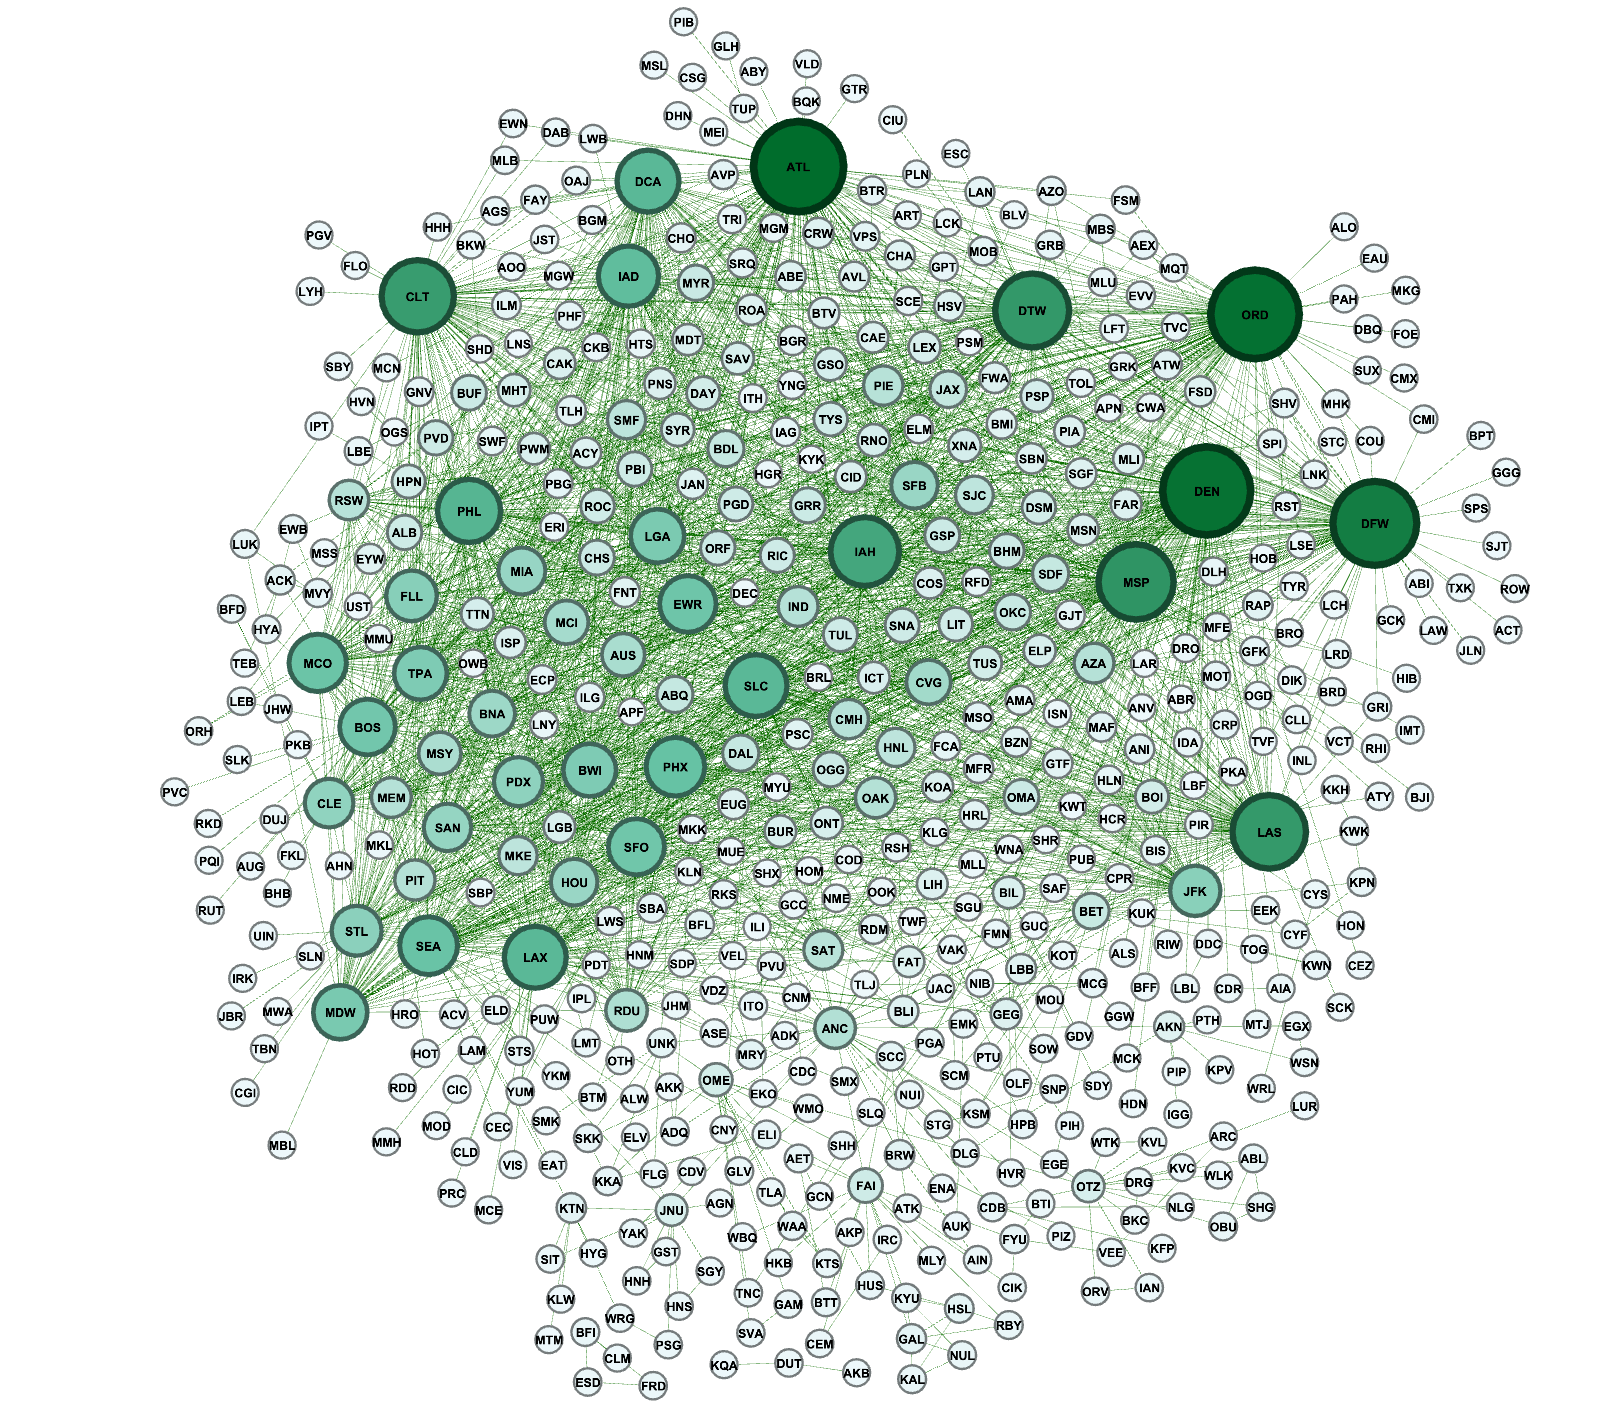 PIB
GLH
MSL
CSG
ABY
VLD
GTR
BQK
TUP
DHN
MEI
CIU
EWN
DAB
LWB
MLB
ESC
ATL
DCA
AVP
OAJ
PLN
LAN
BTR
AZO
FSM
AGS
FAY
BGM
TRI
MGM
CRW
VPS
ART
LCK
BLV
MBS
HHH
BKW
JST
CHO
CHA
MOB
GRB
AEX
PGV
FLO
AOO
MGW
IAD
MYR
SRQ
ABE
AVL
GPT
MQT
ALO
EAU
LYH
CLT
ILM
PHF
ROA
BTV
SCE
HSV
DTW
MLU
EVV
ORD
PAH
MKG
DBQ
FOE
SHD
LNS
CKB
HTS
MDT
SAV
BGR
CAE
LEX
PSM
LFT
TVC
SBY
MCN
CAK
GSO
GRK
ATW
SUX
CMX
HVN
GNV
BUF
MHT
PNS
DAY
ITH
YNG
PIE
JAX
FWA
PSP
TOL
FSD
SHV
MHK
IPT
OGS
PVD
TLH
SMF
SYR
TYS
ELM
BMI
APN
CWA
CMI
LBE
SWF
PWM
ACY
BDL
IAG
RNO
XNA
PIA
SPI
STC
COU
BPT
HPN
PBG
PBI
JAN
HGR
KYK
CID
SBN
SGF
MLI
LNK
GGG
RSW
PHL
ROC
PGD
GRR
SFB
SJC
DSM
FAR
DEN
RST
DFW
SPS
EWB
ALB
ERI
LGA
ORF
RIC
IAH
GSP
MSN
LUK
MSS
EYW
CHS
BHM
LSE
HOB
SJT
ACK
MVY
FLL
MIA
FNT
EWR
DEC
IND
COS
RFD
SDF
MSP
DLH
TYR
ABI
TXK
ROW
BFD
HYA
UST
TTN
MCI
TUL
SNA
LIT
OKC
GJT
RAP
LCH
GCK
LAW
ACT
MMU
ISP
MFE
BRO
JLN
TEB
MCO
TPA
OWB
AUS
ELP
AZA
LAR
DRO
GFK
LRD
HIB
LEB
JHW
ECP
ILG
ABQ
SLC
BRL
ICT
CVG
TUS
MOT
DIK
BRD
GRI
ORH
BOS
BNA
LNY
APF
PSC
CMH
MSO
AMA
ISN
ANV
ABR
OGD
CLL
IMT
SLK
PKB
MSY
DAL
HNL
FCA
BZN
MAF
ANI
IDA
CRP
TVF
VCT
RHI
PVC
CLE
MEM
PDX
BWI
PHX
MYU
OGG
MFR
GTF
HLN
PKA
INL
KKH
ATY
BJI
RKD
DUJ
SAN
LGB
EUG
OAK
KOA
OMA
KWT
BOI
LBF
PQI
AUG
FKL
MKL
MKE
SFO
MKK
BUR
ONT
KLG
HRL
HCR
PIR
LAS
KWK
BHB
AHN
PIT
HOU
MUE
COD
RSH
WNA
SHR
BIS
RUT
SBP
KLN
SHX
HOM
MLL
PUB
CPR
JFK
KPN
UIN
STL
LWS
SBA
RKS
GCC
NME
OOK
LIH
BIL
SAF
BET
CYS
SLN
SEA
LAX
BFL
ILI
RDM
TWF
SGU
GUC
KUK
EEK
CYF
HON
IRK
PDT
HNM
SDP
VEL
PVU
SAT
FAT
VAK
FMN
KOT
ALS
RIW
DDC
TOG
KWN
CEZ
JBR
MWA
MDW
HRO
ACV
ELD
PUW
IPL
RDU
JHM
VDZ
ITO
CNM
TLJ
JAC
NIB
LBB
MCG
BFF
LBL
CDR
AIA
SCK
TBN
HOT
LAM
STS
LMT
OTH
UNK
ASE
MRY
ADK
ANC
BLI
EMK
GEG
MOU
GGW
AKN
PTH
MTJ
EGX
CGI
RDD
CIC
YUM
YKM
BTM
ALW
AKK
OME
CDC
SMX
SCC
PGA
PTU
SOW
GDV
MCK
PIP
KPV
WSN
MBL
MMH
MOD
CEC
SMK
SKK
ELV
ADQ
CNY
EKO
WMO
SLQ
NUI
SCM
OLF
SNP
SDY
HDN
IGG
WRL
CLD
VIS
EAT
KKA
FLG
CDV
GLV
ELI
SHH
STG
KSM
HPB
PIH
LUR
PRC
MCE
KTN
JNU
AGN
TLA
AET
GCN
FAI
BRW
DLG
HVR
EGE
WTK
KVL
ARC
OTZ
DRG
KVC
WLK
ABL
SIT
HYG
YAK
GST
WBQ
WAA
AKP
ATK
ENA
AUK
CDB
BTI
BKC
NLG
OBU
SHG
KLW
HNH
SGY
HKB
KTS
IRC
MLY
AIN
FYU
PIZ
VEE
KFP
MTM
BFI
WRG
HNS
TNC
GAM
BTT
HUS
KYU
HSL
CIK
ORV
IAN
CLM
PSG
SVA
CEM
GAL
RBY
ESD
FRD
KQA
DUT
AKB
KAL
NUL